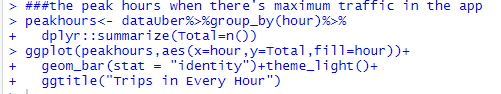 > ###the peak hours when there's maximum traffic in the app
> peakhours<- dataUber%>%group_by(hour)%>%
+   dplyr::summarize(Total=n())
> ggplot(peakhours,aes(x=hour,y=Total,fill=hour))+
+   geom_bar(stat = "identity")+theme_light()+
+   ggtitle("Trips in Every Hour")